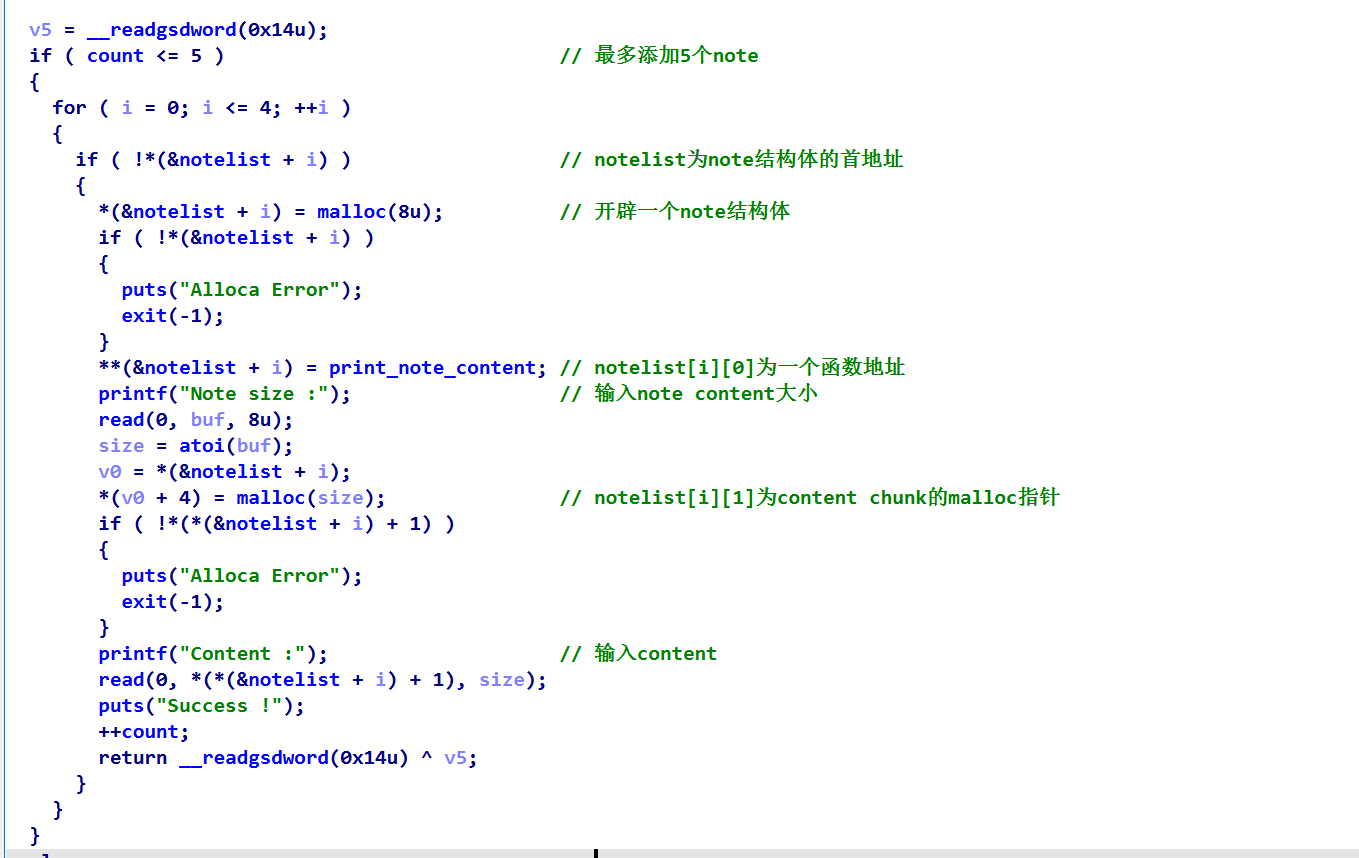 v5 = __readgsdword(0x14u);
if ( count <= 5 ) // 最多添加5个note
{
for ( i = 0; i <= 4; ++i )
{
if ( !*(&notelist + i) ) // notelist为note结构体的首地址
{
*(&notelist + i) = malloc(8u); // 开辟一个note结构体
if ( !*(&notelist + i) )
{
puts("Alloca Error");
exit(-1);
}
**(&notelist + i) = print_note_content; // notelist[i][0]为一个函数地址
printf("Note size :"); // 输入note content大小
read(0, buf, 8u);
size = atoi(buf);
v0 = *(&notelist + i);
*(v0 + 4) = malloc(size); // notelist[i][1]为content chunk的malloc指针
if ( !*(*(&notelist + i) + 1) )
{
puts("Alloca Error");
exit(-1);
}
printf("Content :"); // 输入content
read(0, *(*(&notelist + i) + 1), size);
puts("Success !");
++count;
return __readgsdword(0x14u) ^ v5;
}
}
}